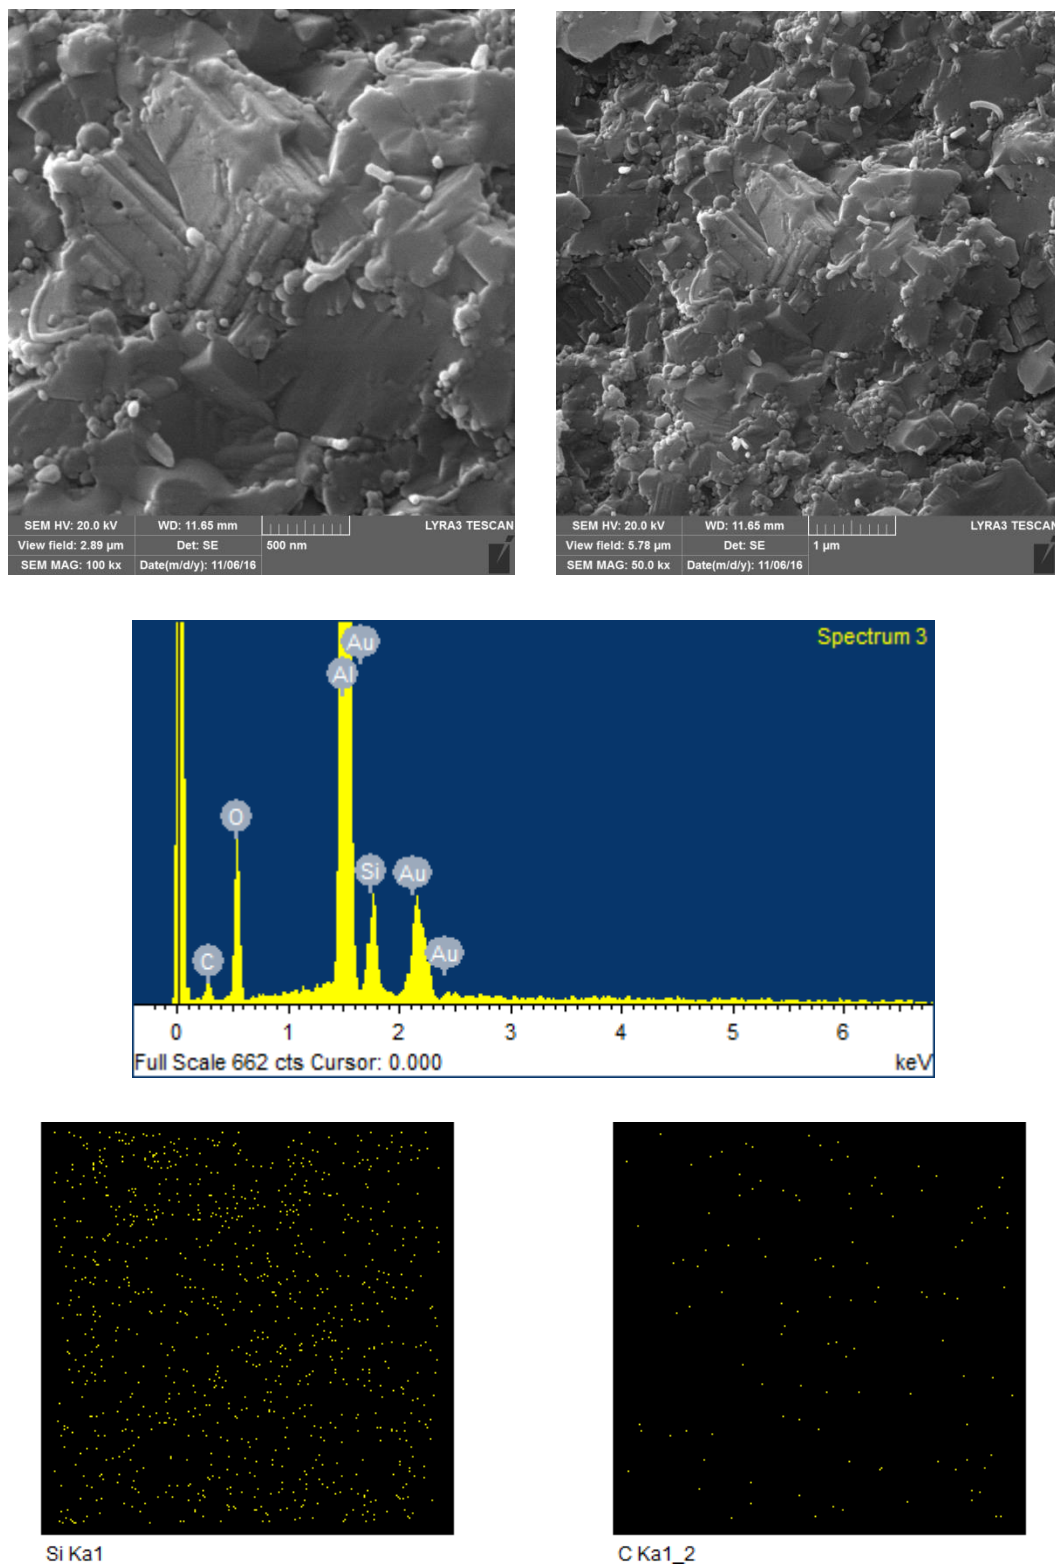 SEM HV: 20.0 kV WD: 11.65 mm LYRA3 TESCAN
View field: 2.89 µm Det: SE 500 nm
SEM MAG: 100 kx Date(m/d/y): 11/06/16
SEM HV: 20.0 kV WD: 11.65 mm LYRA3 TESCAN
View field: 5.78 µm Det: SE 1 µm
SEM MAG: 50.0 kx Date(m/d/y): 11/06/16
Spectrum 3
Au
Al
O
Si
Au
Au
C
0 1 2 3 4 5 6
Full Scale 662 cts Cursor: 0.000 keV
Si Ka1
C Ka1_2